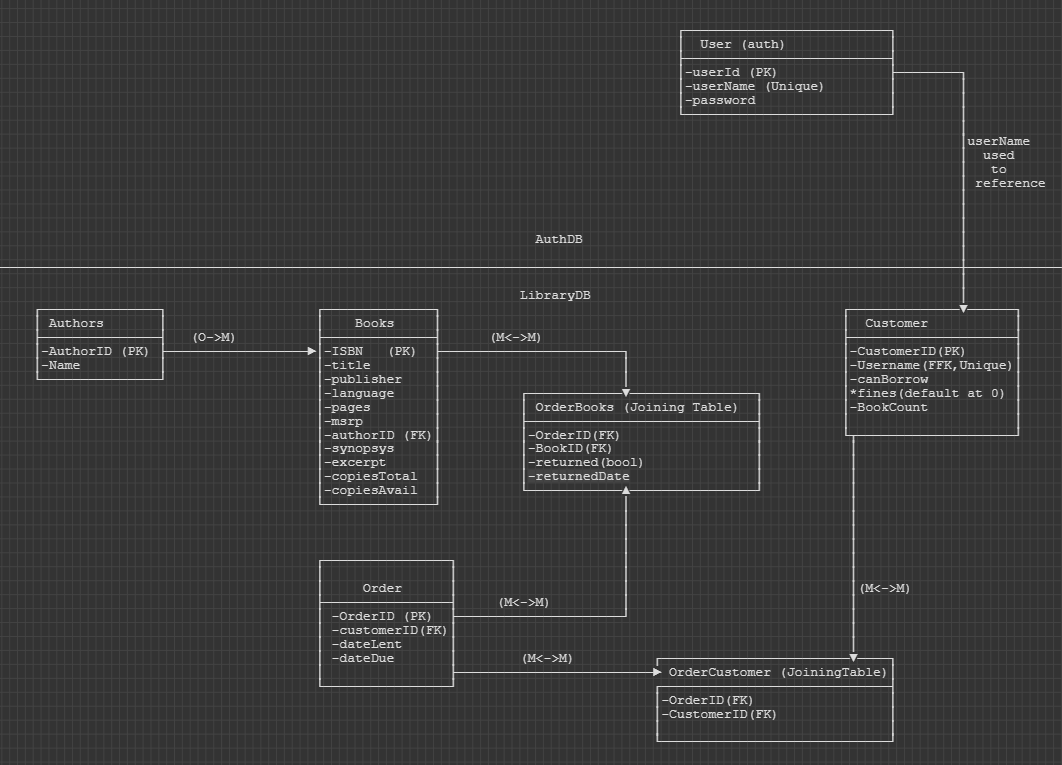 User (auth)
-userId (PK)
-userName (Unique)
-password
userName
used
to
reference
AuthDB
LibraryDB
Authors
-AuthorID (PK)
-Name
(O->M)
Books
-ISBN (PK)
-title
-publisher
-language
-pages
-msrp
-authorID (FK)
-synopsys
-excerpt
-copiesTotal
-copiesAvail
(M<->M)
OrderBooks (Joining Table)
-OrderID(FK)
-BookID(FK)
-returned(bool)
-returnedDate
Customer
-CustomerID(PK)
-Username(FFK,Unique)
-canBorrow
*fines(default at 0)
-BookCount
Order
-OrderID (PK)
-customerID(FK)
-dateLent
-dateDue
(M<->M)
(M<->M)
(M<->M)
OrderCustomer (JoiningTable)
-OrderID(FK)
-CustomerID(FK)